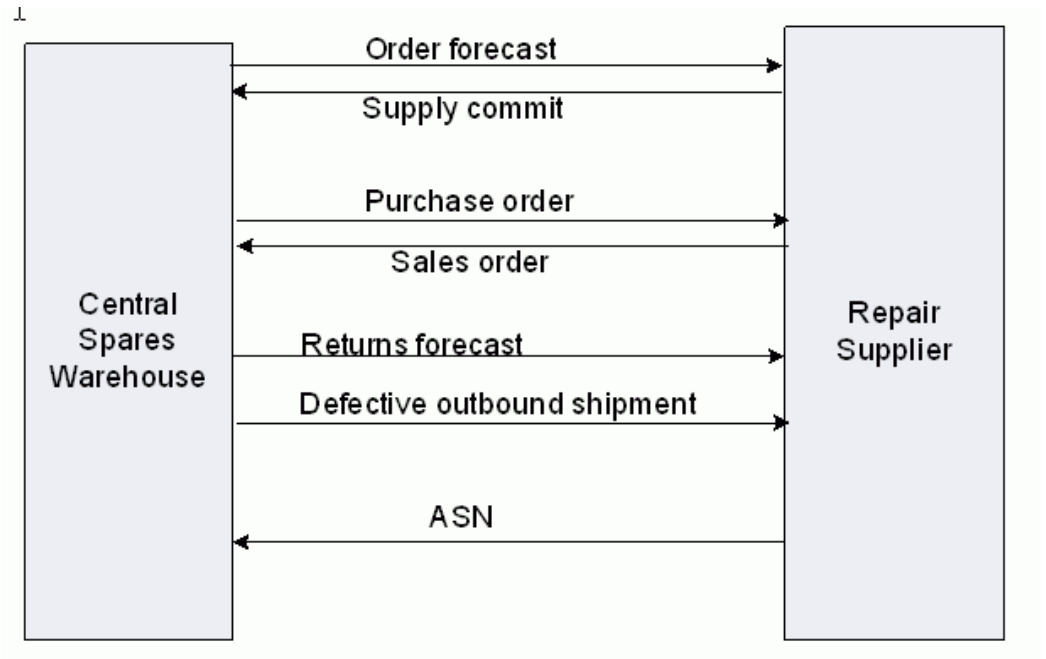 Order forecast
Supply commit
Purchase order
Sales order
Central
Spares
Warehouse
Repair
Supplier
Returns forecast
Defective outbound shipment
ASN